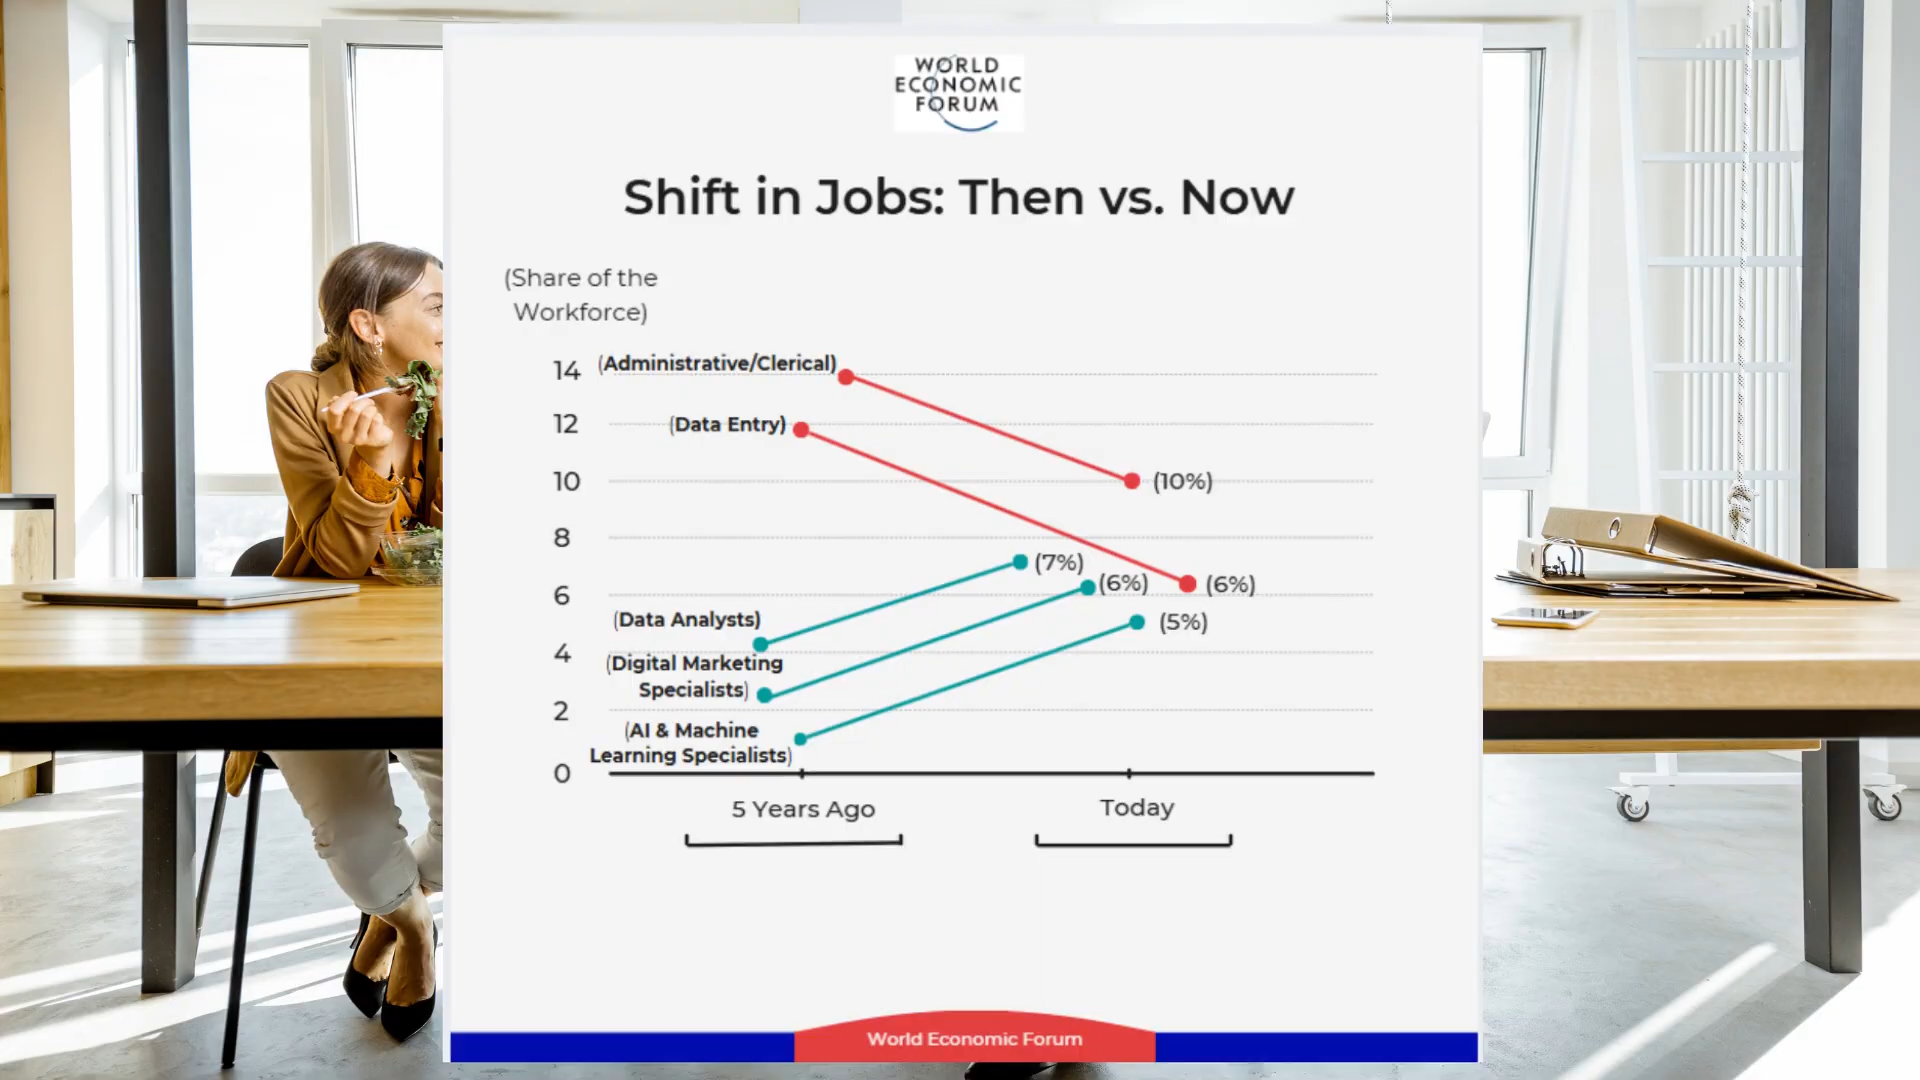 WORLD
ECONOMIC
FORUM
Shift in Jobs: Then vs. Now
(Share of the
Workforce)
14
(Administrative/Clerical)
12
(Data Entry)
10
(10%)
8
(7%)
(6%)
(6%)
6
(Data Analysts)
(5%)
4
(Digital Marketing
Specialists)
2
(AI & Machine
Learning Specialists)
0
5 Years Ago
Today
World Economic Forum